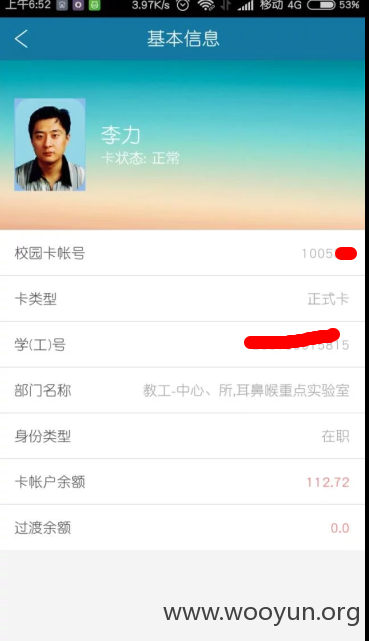 上午6:52 3.97K/s 移动 4G 53%
基本信息
李力
卡状态: 正常
校园卡帐号 1005
卡类型 正式卡
学(工)号
部门名称 教工-中心、所,耳鼻喉重点实验室
身份类型 在职
卡帐户余额 112.72
过渡余额 0.0
www.wooyun.org